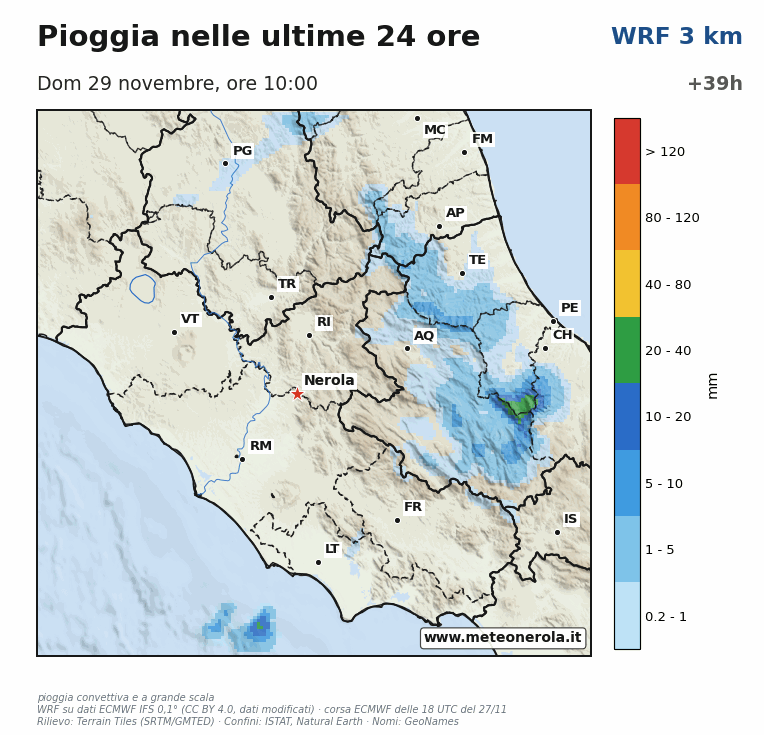 Pioggia nelle ultime 24 ore
WRF 3 km
Dom 29 novembre, ore 10:00
+39h
MC
FM
PG
AP
TE
TR
PE
VT
RI
AQ
CH
Nerola
RM
FR
IS
LT
www.meteonerola.it
> 120
80 - 120
40 - 80
20 - 40
10 - 20
5 - 10
1 - 5
0.2 - 1
mm
pioggia convettiva e a grande scala
WRF su dati ECMWF IFS 0,1° (CC BY 4.0, dati modificati) · corsa ECMWF delle 18 UTC del 27/11
Rilievo: Terrain Tiles (SRTM/GMTED) · Confini: ISTAT, Natural Earth · Nomi: GeoNames